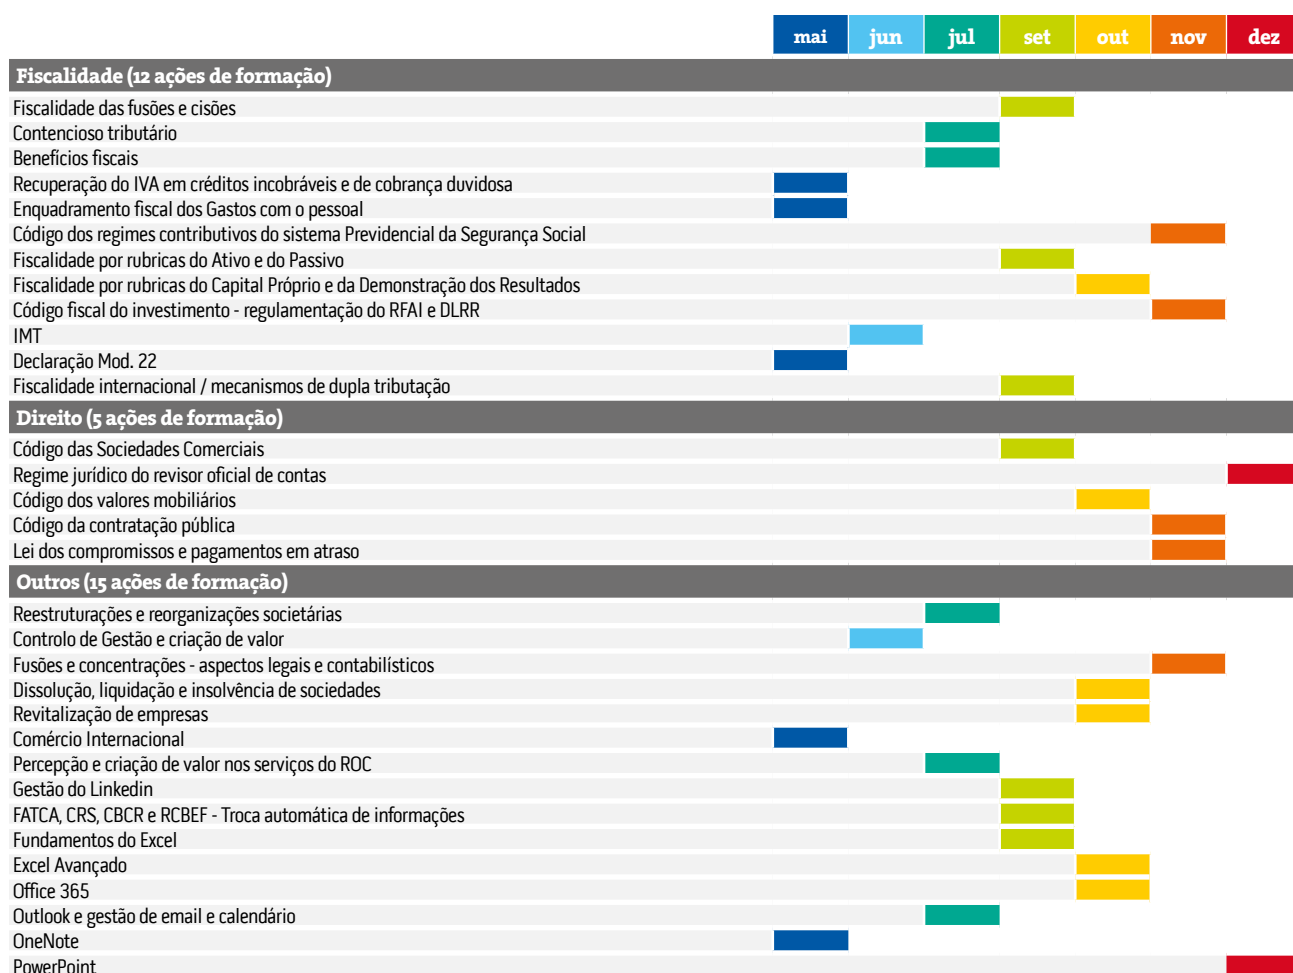 mai jun jul set out nov dez
Fiscalidade (12 ações de formação)
Fiscalidade das fusões e cisões
Contencioso tributário
Benefícios fiscais
Recuperação do IVA em créditos incobráveis e de cobrança duvidosa
Enquadramento fiscal dos Gastos com o pessoal
Código dos regimes contributivos do sistema Previdencial da Segurança Social
Fiscalidade por rubricas do Ativo e do Passivo
Fiscalidade por rubricas do Capital Próprio e da Demonstração dos Resultados
Código fiscal do investimento - regulamentação do RFAI e DLRR
IMT
Declaração Mod. 22
Fiscalidade internacional / mecanismos de dupla tributação
Direito (5 ações de formação)
Código das Sociedades Comerciais
Regime jurídico do revisor oficial de contas
Código dos valores mobiliários
Código da contratação pública
Lei dos compromissos e pagamentos em atraso
Outros (15 ações de formação)
Reestruturações e reorganizações societárias
Controlo de Gestão e criação de valor
Fusões e concentrações - aspectos legais e contabilísticos
Dissolução, liquidação e insolvência de sociedades
Revitalização de empresas
Comércio Internacional
Percepção e criação de valor nos serviços do ROC
Gestão do Linkedin
FATCA, CRS, CBCR e RCBEF - Troca automática de informações
Fundamentos do Excel
Excel Avançado
Office 365
Outlook e gestão de email e calendário
OneNote
PowerPoint